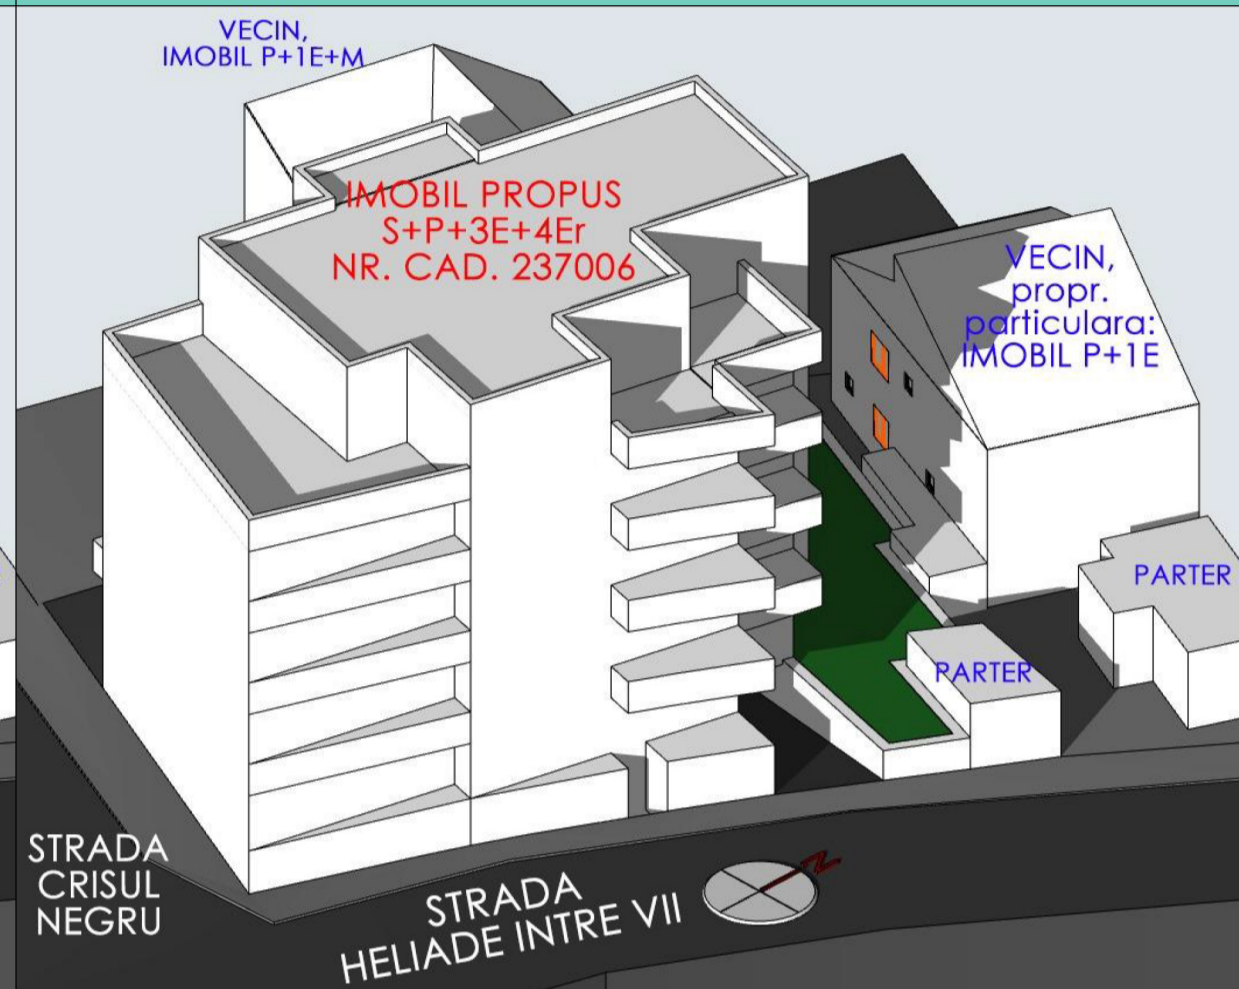 VECIN,
IMOBIL P+1E+M
IMOBIL PROPUS
S+P+3E+4Er
NR. CAD. 237006
VECIN,
propr.
particulara:
IMOBIL P+1E
PARTER
PARTER
STRADA
CRISUL
NEGRU
STRADA
HELIADE INTRE VII
N